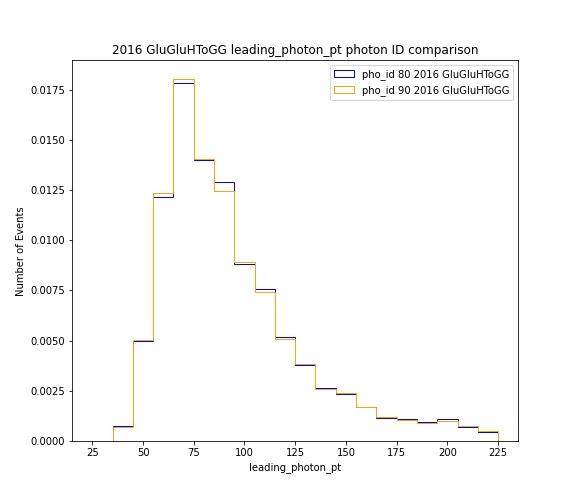 2016 GluGluHToGG leading_photon_pt photon ID comparison
pho_id 80 2016 GluGluHToGG
pho_id 90 2016 GluGluHToGG
Number of Events
0.0175
0.0150
0.0125
0.0100
0.0075
0.0050
0.0025
0.0000
25 50 75 100 125 150 175 200 225
leading_photon_pt